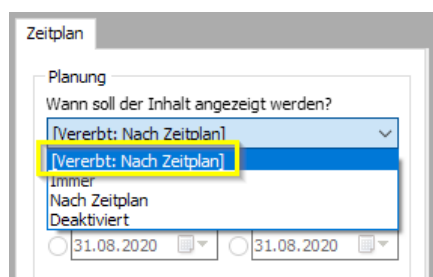 Zeitplan
Planung
Wann soll der Inhalt angezeigt werden?
[Vererbt: Nach Zeitplan]
[Vererbt: Nach Zeitplan]
Immer
Nach Zeitplan
Deaktiviert
31.08.2020 31.08.2020